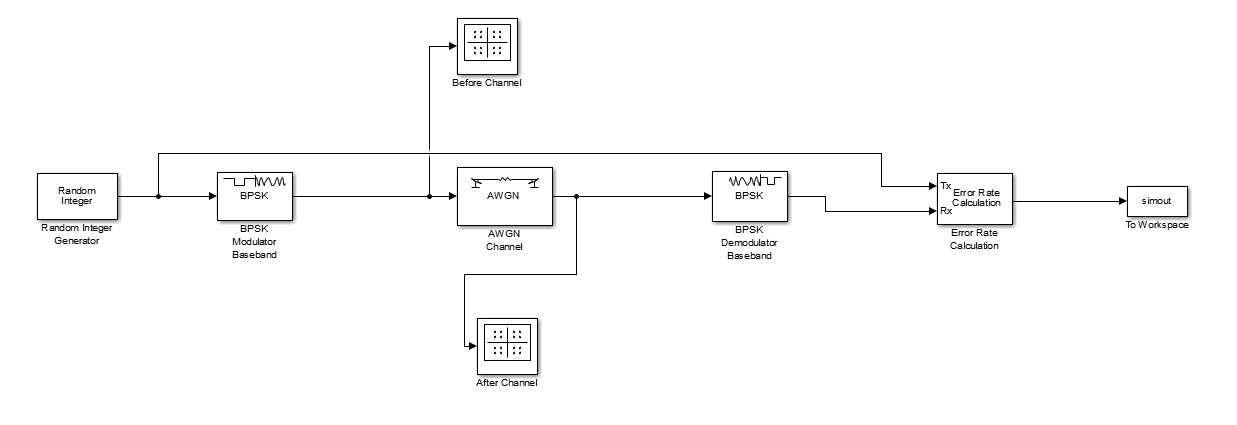 Before Channel
Random
Integer
Random Integer
Generator
BPSK
BPSK
Modulator
Baseband
AWGN
AWGN
Channel
BPSK
BPSK
Demodulator
Baseband
Tx
Rx
Error Rate
Calculation
Error Rate
Calculation
simout
To Workspace
After Channel